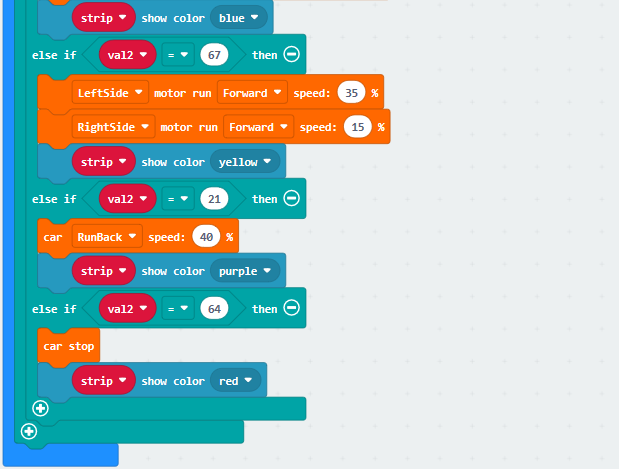 strip show color blue
else if val2 = 67 then
LeftSide motor run Forward speed: 35 %
RightSide motor run Forward speed: 15 %
strip show color yellow
else if val2 = 21 then
car RunBack speed: 40 %
strip show color purple
else if val2 = 64 then
car stop
strip show color red